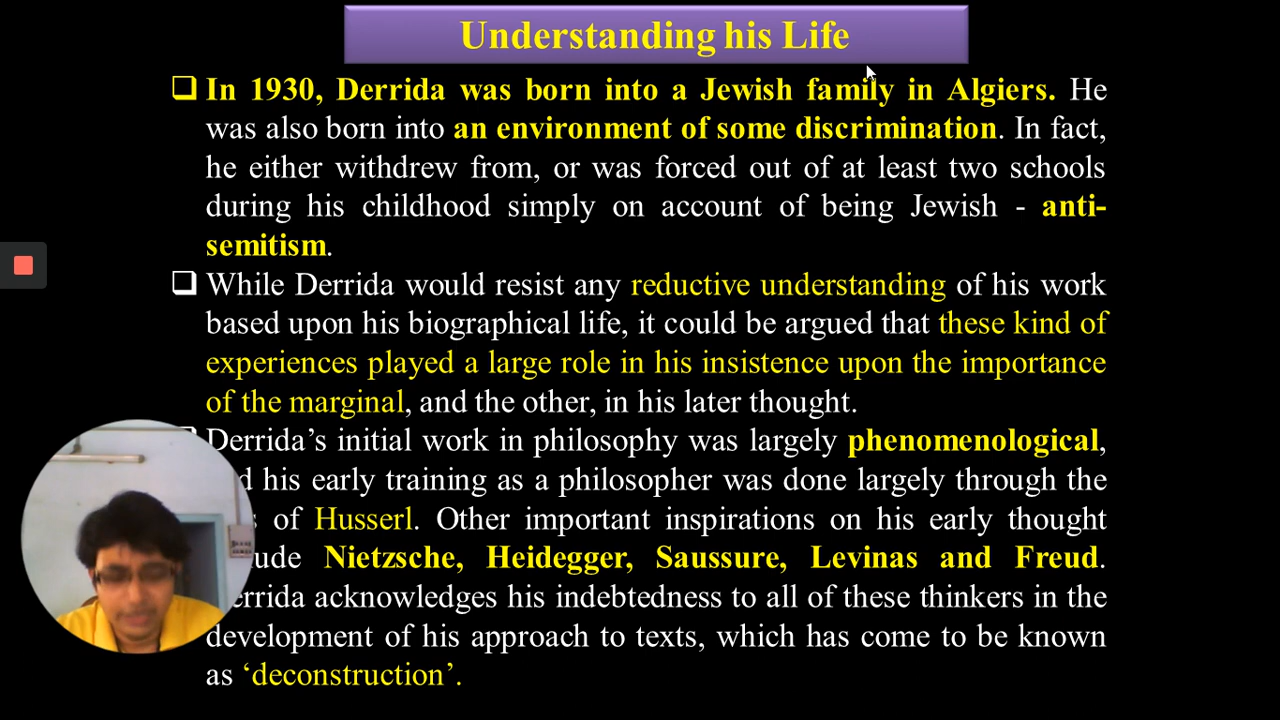 Understanding his Life
In 1930, Derrida was born into a Jewish family in Algiers. He
was also born into an environment of some discrimination. In fact,
he either withdrew from, or was forced out of at least two schools
during his childhood simply on account of being Jewish - anti-
semitism.
While Derrida would resist any reductive understanding of his work
based upon his biographical life, it could be argued that these kind of
experiences played a large role in his insistence upon the importance
of the marginal, and the other, in his later thought.
Derrida's initial work in philosophy was largely phenomenological,
his early training as a philosopher was done largely through the
of Husserl. Other important inspirations on his early thought
Nietzsche, Heidegger, Saussure, Levinas and Freud.
Derrida acknowledges his indebtedness to all of these thinkers in the
development of his approach to texts, which has come to be known
as 'deconstruction'.